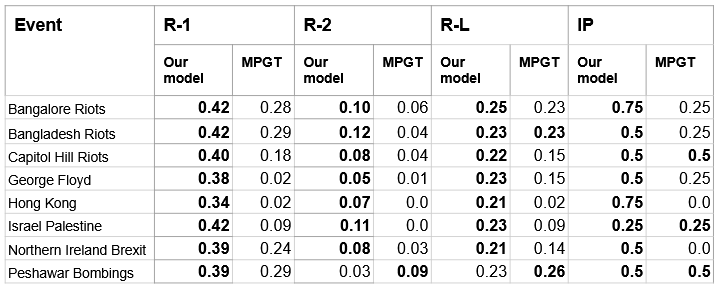 Event R-1 R-2 R-L IP
Our model MPGT Our model MPGT Our model MPGT Our model MPGT
Bangalore Riots 0.42 0.28 0.10 0.06 0.25 0.23 0.75 0.25
Bangladesh Riots 0.42 0.29 0.12 0.04 0.23 0.23 0.5 0.25
Capitol Hill Riots 0.40 0.18 0.08 0.04 0.22 0.15 0.5 0.5
George Floyd 0.38 0.02 0.05 0.01 0.23 0.15 0.5 0.25
Hong Kong 0.34 0.02 0.07 0.0 0.21 0.02 0.75 0.0
Israel Palestine 0.42 0.09 0.11 0.0 0.23 0.09 0.25 0.25
Northern Ireland Brexit 0.39 0.24 0.08 0.03 0.21 0.14 0.5 0.0
Peshawar Bombings 0.39 0.29 0.03 0.09 0.23 0.26 0.5 0.5